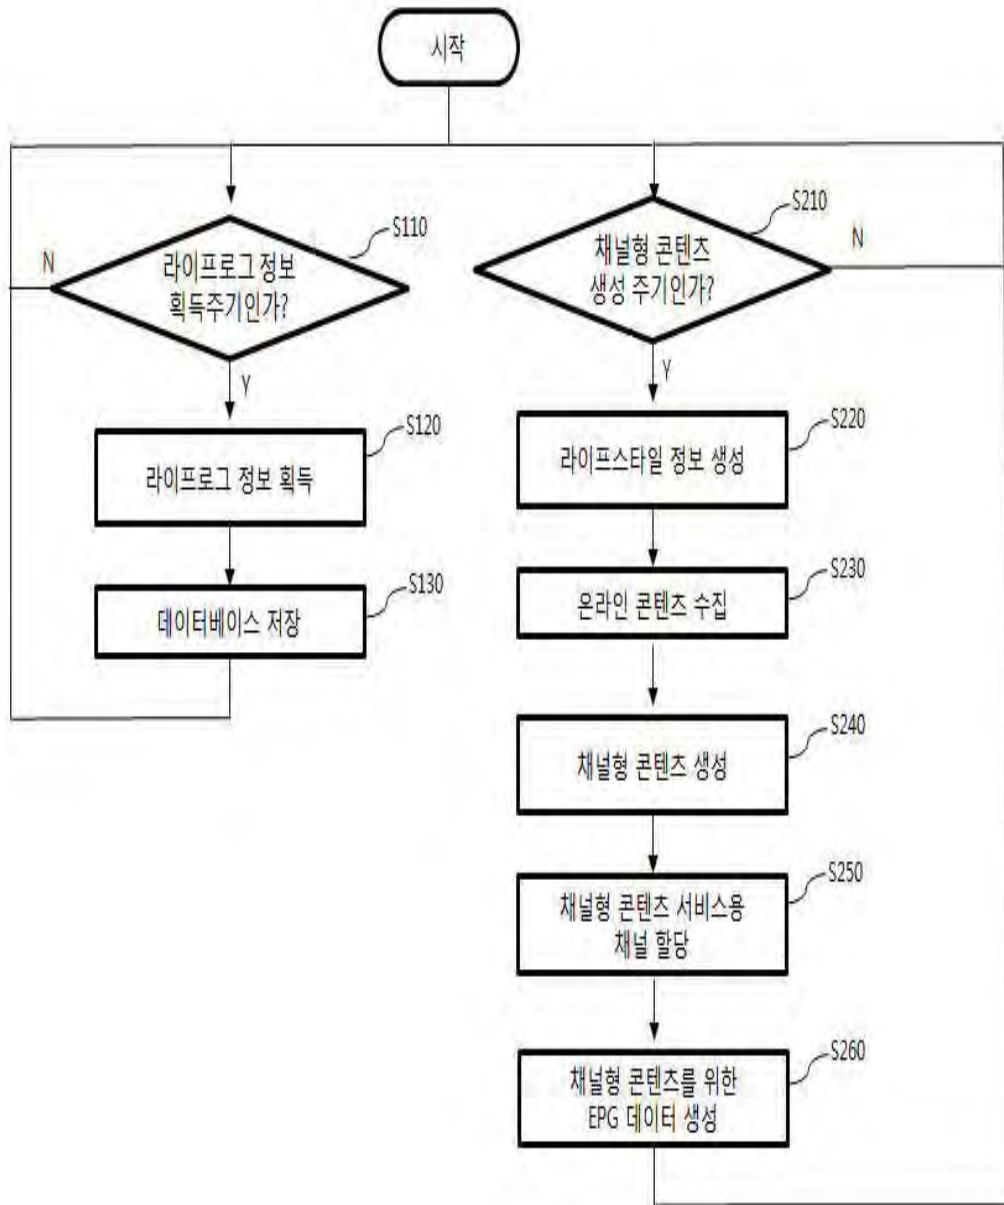 시작
S110
N
라이프로그 정보
획득주기인가?
Y
S120
라이프로그 정보 획득
S130
데이터베이스 저장
S210
N
채널형 콘텐츠
생성 주기인가?
Y
S220
라이프스타일 정보 생성
S230
온라인 콘텐츠 수집
S240
채널형 콘텐츠 생성
S250
채널형 콘텐츠 서비스용
채널 할당
S260
채널형 콘텐츠를 위한
EPG 데이터 생성